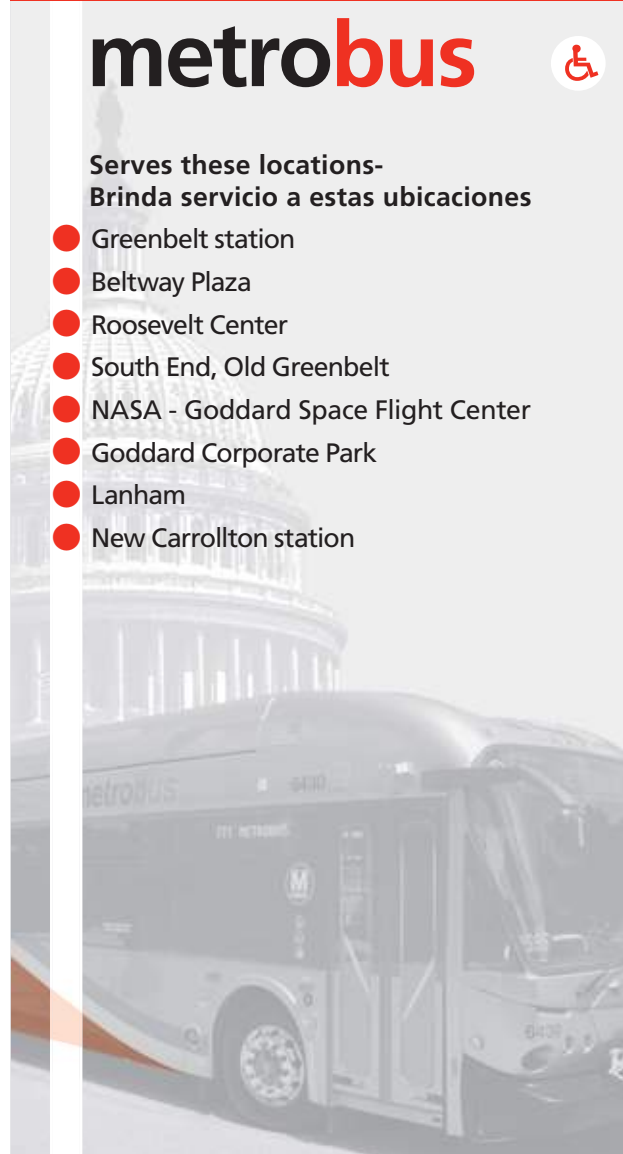 metrobus
Serves these locations-
Brinda servicio a estas ubicaciones
Greenbelt station
Beltway Plaza
Roosevelt Center
South End, Old Greenbelt
NASA - Goddard Space Flight Center
Goddard Corporate Park
Lanham
New Carrollton station
metrobus
6430
M